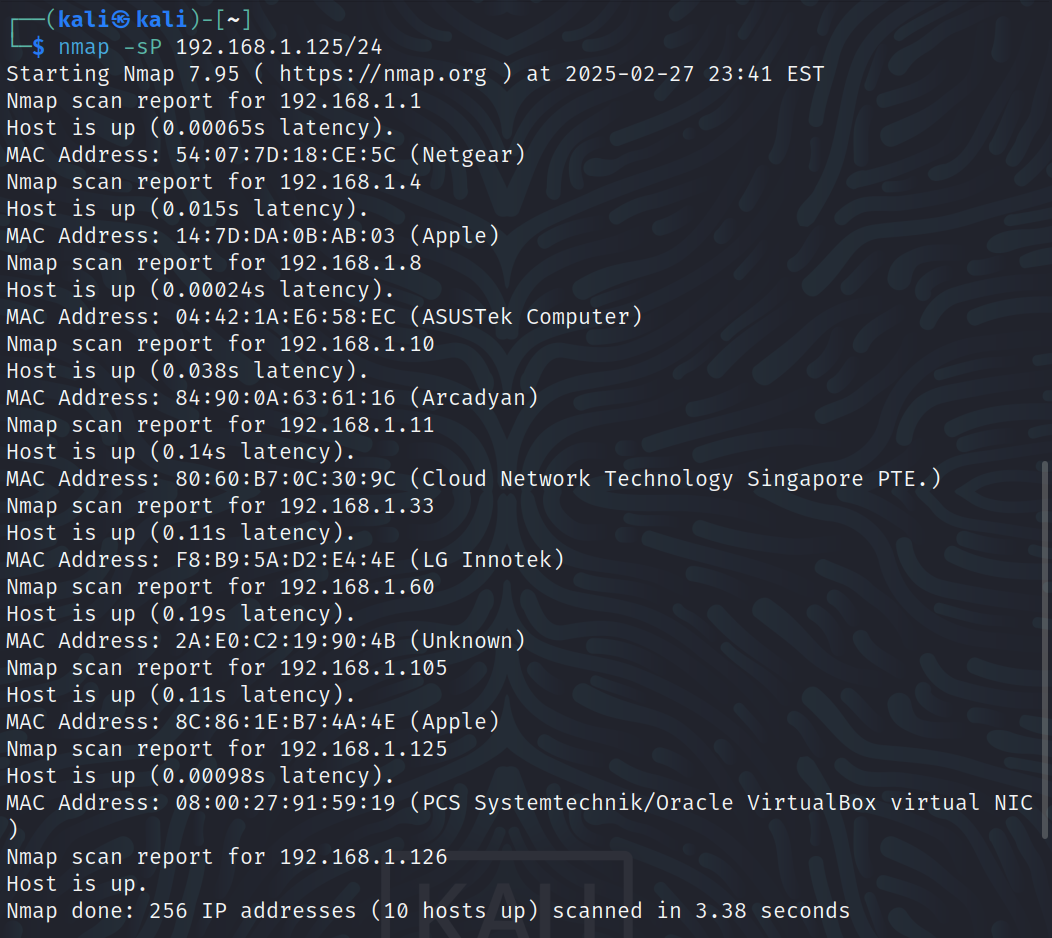 ┌──(kali㉿kali)-[~]
└─$ nmap -sP 192.168.1.125/24
Starting Nmap 7.95 ( https://nmap.org ) at 2025-02-27 23:41 EST
Nmap scan report for 192.168.1.1
Host is up (0.00065s latency).
MAC Address: 54:07:7D:18:CE:5C (Netgear)
Nmap scan report for 192.168.1.4
Host is up (0.015s latency).
MAC Address: 14:7D:DA:0B:AB:03 (Apple)
Nmap scan report for 192.168.1.8
Host is up (0.00024s latency).
MAC Address: 04:42:1A:E6:58:EC (ASUSTek Computer)
Nmap scan report for 192.168.1.10
Host is up (0.038s latency).
MAC Address: 84:90:0A:63:61:16 (Arcadyan)
Nmap scan report for 192.168.1.11
Host is up (0.14s latency).
MAC Address: 80:60:B7:0C:30:9C (Cloud Network Technology Singapore PTE.)
Nmap scan report for 192.168.1.33
Host is up (0.11s latency).
MAC Address: F8:B9:5A:D2:E4:4E (LG Innotek)
Nmap scan report for 192.168.1.60
Host is up (0.19s latency).
MAC Address: 2A:E0:C2:19:90:4B (Unknown)
Nmap scan report for 192.168.1.105
Host is up (0.11s latency).
MAC Address: 8C:86:1E:B7:4A:4E (Apple)
Nmap scan report for 192.168.1.125
Host is up (0.00098s latency).
MAC Address: 08:00:27:91:59:19 (PCS Systemtechnik/Oracle VirtualBox virtual NIC
)
Nmap scan report for 192.168.1.126
Host is up.
Nmap done: 256 IP addresses (10 hosts up) scanned in 3.38 seconds
KALI